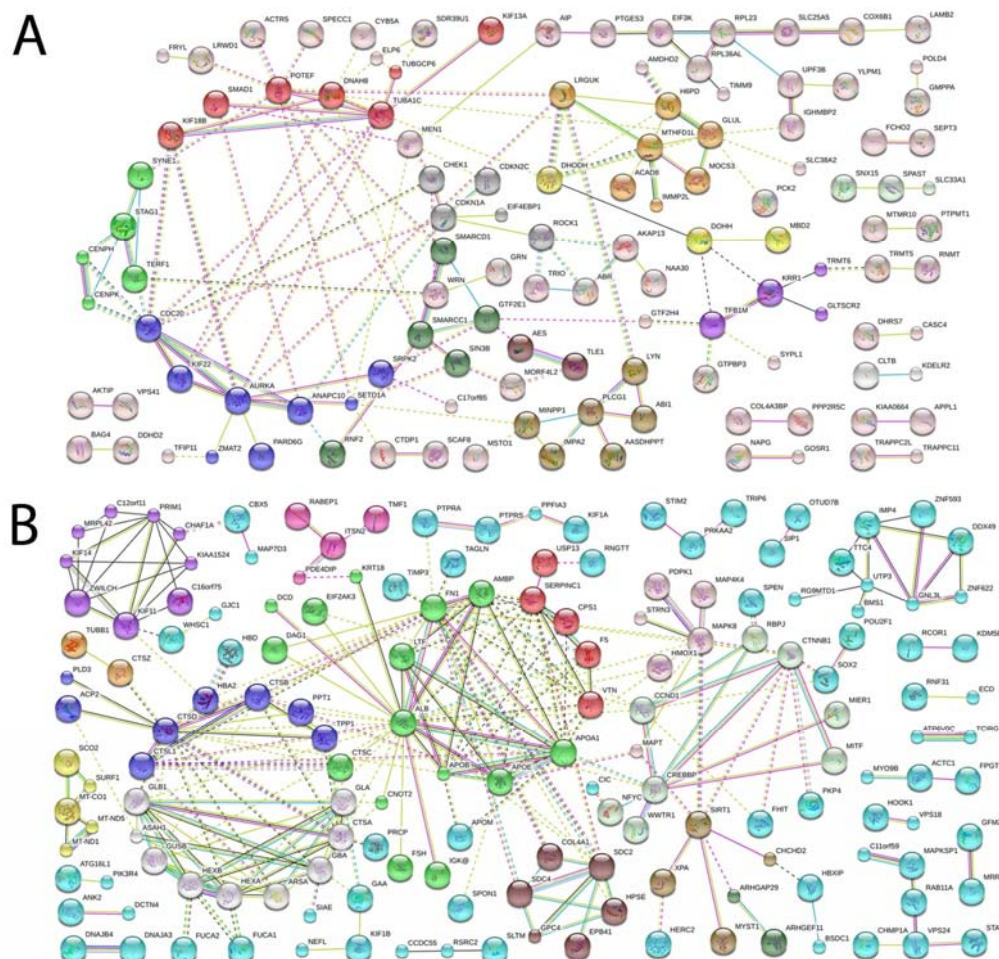 A
ACTR5
SPECC1
CYB5A
SDR39U1
KIF13A
AIP
PTGES3
EIF3K
RPL23
SLC25A5
COX6B1
LAMB2
FRYL
LRWD1
ELP6
TUBGCP6
POTEF
DNAH8
SMAD1
TUBA1C
KIF18B
AMDHD2
RPL36AL
TIMM9
UPF3B
YLPM1
POLD4
GMPPA
LRGUK
H6PD
GLUL
IGHMBP2
MTHFD1L
FCHO2
SEPT3
MEN1
CHEK1
CDKN2C
DHODH
ACAD8
MOCS3
IMMP2L
SLC38A2
PCK2
SNX15
SPAST
SLC33A1
SYNE1
STAG1
CENPH
TERF1
CENPK
CDKN1A
EIF4EBP1
ROCK1
AKAP13
DOHH
MBD2
MTMR10
PTPMT1
SMARCD1
GRN
WRN
TRIO
ABR
NAA30
TRMT6
TRMT5
RNMT
KRR1
GLTSCR2
CDC20
SMARCC1
GTF2E1
GTF2H4
TFB1M
SYPL1
GTPBP3
DHRS7
CASC4
KIF22
SRPK2
SIN3B
AES
TLE1
MORF4L2
LYN
CLTB
KDELR2
AURKA
ANAPC10
SETD1A
C17orf85
MINPP1
PLCG1
ABI1
AKTIP
VPS41
IMPA2
AASDHPPT
COL4A3BP
PPP2R5C
KIAA0664
APPL1
BAG4
DDHD2
TFIP11
ZMAT2
PARD6G
RNF2
CTDP1
SCAF8
MSTO1
NAPG
GOSR1
TRAPPC2L
TRAPPC11
B
C12orf11
PRIM1
CBX5
RABEP1
TMF1
PTPRA
PTPRS
PPFIA3
KIF1A
STIM2
TRIP6
OTUD7B
IMP4
ZNF593
MRPL42
CHAF1A
MAP7D3
ITSN2
PRKAA2
SIP1
DDX49
KIF14
KIAA1524
PDE4DIP
KRT18
TAGLN
USP13
RNGTT
TTC4
UTP3
ZWILCH
C16orf75
TIMP3
AMBP
SERPINC1
PDPK1
MAP4K4
SPEN
RG9MTD1
GNL3L
ZNF622
BMS1
KIF11
WHSC1
GJC1
DCD
EIF2AK3
FN1
CPS1
STRN3
MAPK8
RBPJ
CTNNB1
POU2F1
TUBB1
CTSZ
HBD
DAG1
LTF
F5
HMOX1
SOX2
RCOR1
PLD3
HBA2
CTSB
VTN
CCND1
MIER1
ACP2
CTSD
PPT1
ALB
APOA1
RNF31
ECD
TPP1
MAPT
MITF
SCO2
CTSL1
CTSC
APOB
APOE
CREBBP
SURF1
GLB1
GLA
CNOT2
CIC
NFYC
PKP4
MYO9B
ACTC1
FPGT
MT-CO1
MT-ND5
CTSA
APOM
WWTR1
SIRT1
FHIT
HOOK1
ASAH1
PRCP
COL4A1
SDC2
VPS18
MT-ND1
GUSB
GBA
FSH
IGK@
CHCHD2
C11orf59
MAPKSP1
ATG16L1
HEXB
HEXA
ARSA
SDC4
XPA
HBXIP
PIK3R4
GAA
SPON1
HPSE
ARHGAP29
RAB11A
ANK2
DCTN4
SIAE
GPC4
SLTM
EPB41
DNAJB4
DNAJA3
FUCA2
FUCA1
NEFL
KIF1B
CCDC55
RSRC2
HERC2
MYST1
ARHGEF11
BSDC1
CHMP1A
VPS24